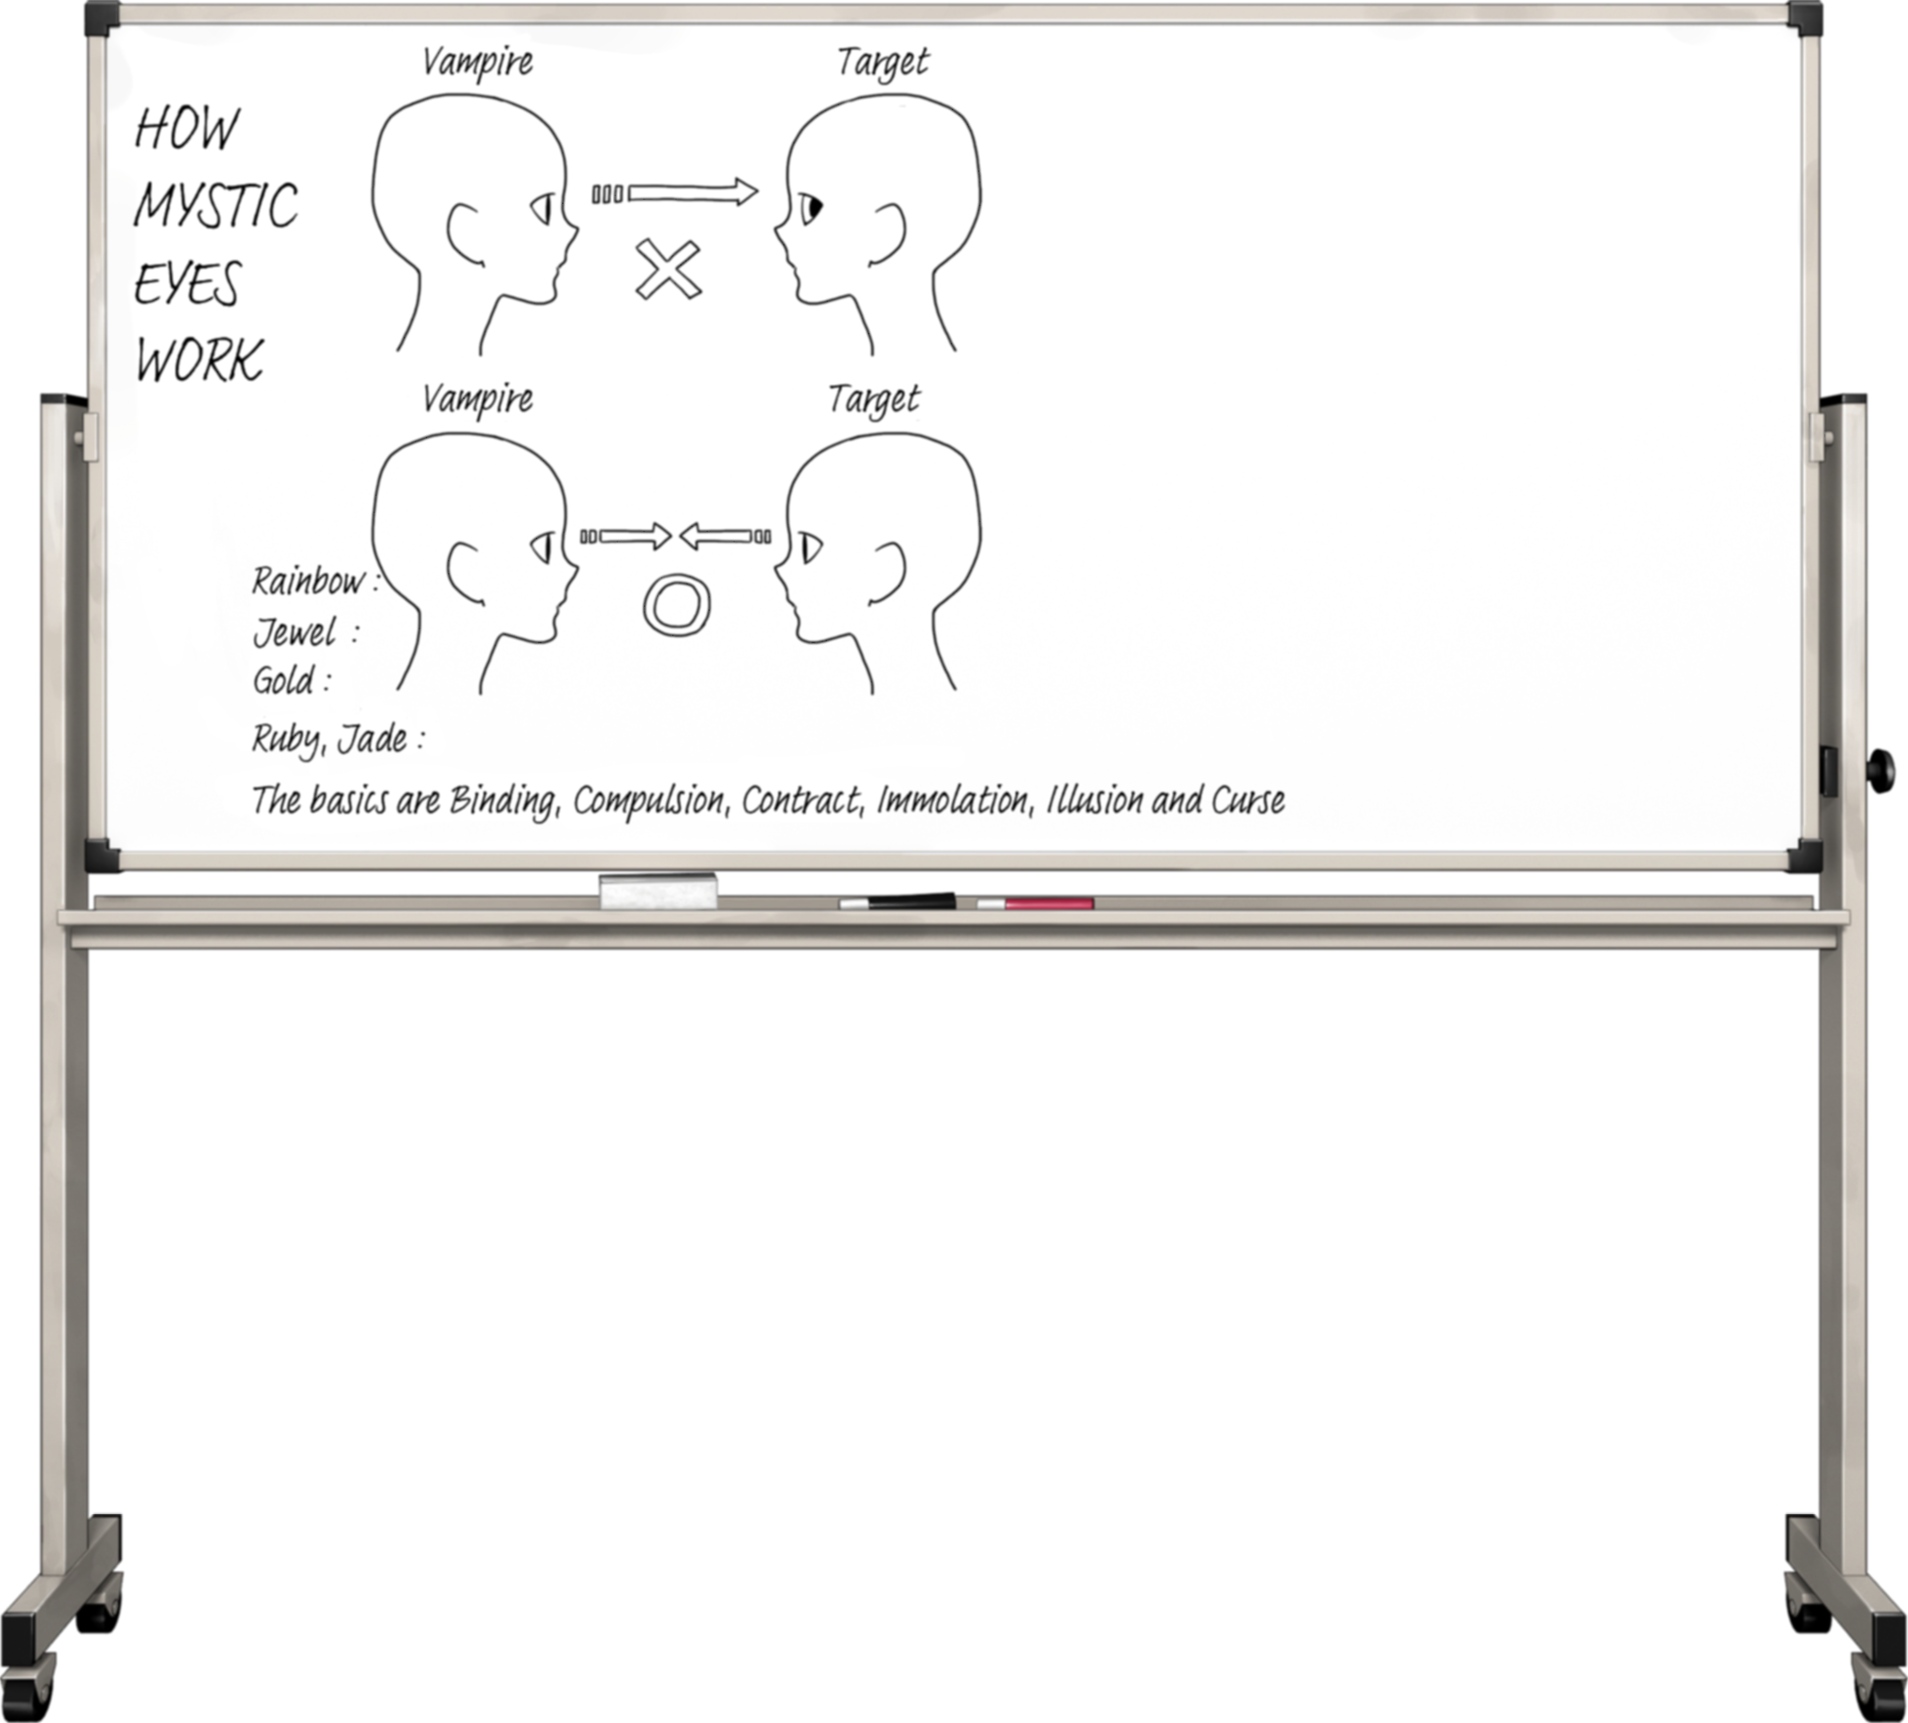 HOW
MYSTIC
EYES
WORK
Vampire
Target
Vampire
Target
Rainbow :
Jewel :
Gold :
Ruby, Jade :
The basics are Binding, Compulsion, Contract, Immolation, Illusion and Curse